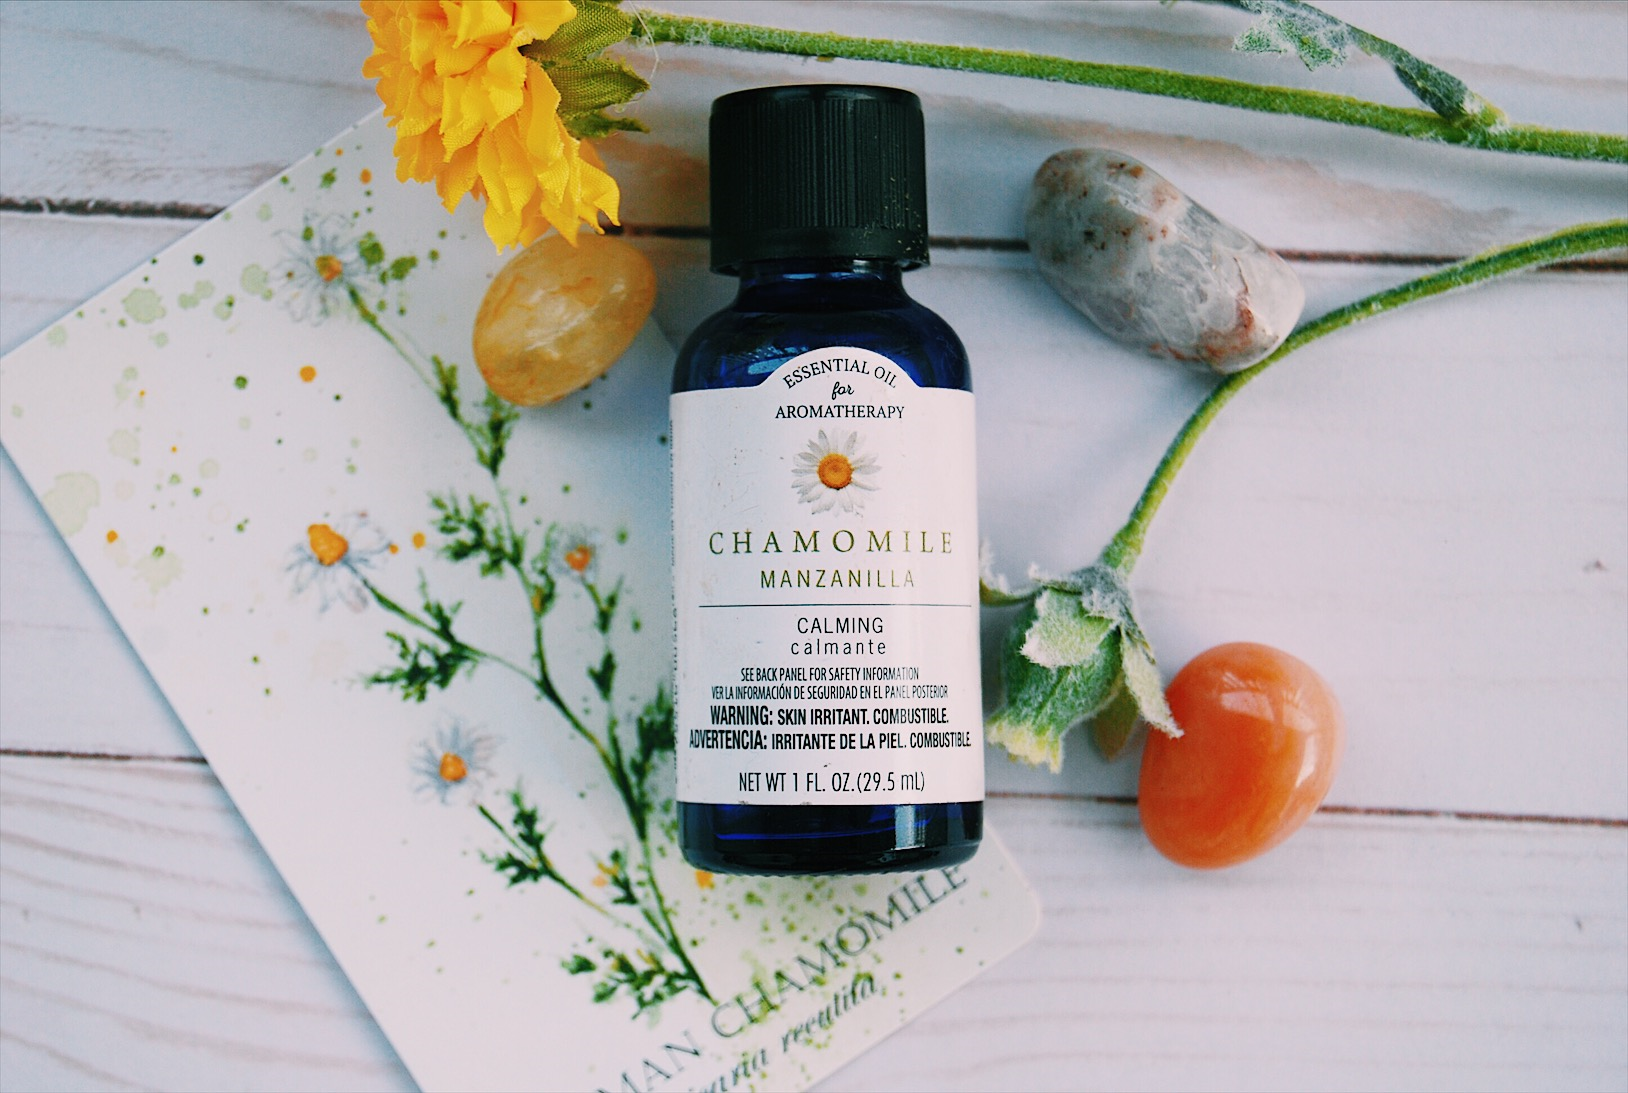 ESSENTIAL OIL
for
AROMATHERAPY
CHAMOMILE
MANZANILLA
CALMING
calmante
SEE BACK PANEL FOR SAFETY INFORMATION
VER LA INFORMACIÓN DE SEGURIDAD EN EL PANEL POSTERIOR
WARNING: SKIN IRRITANT. COMBUSTIBLE.
ADVERTENCIA: IRRITANTE DE LA PIEL. COMBUSTIBLE.
NET WT 1 FL. OZ. (29.5 mL)
MAN CHAMOMILE
recutita